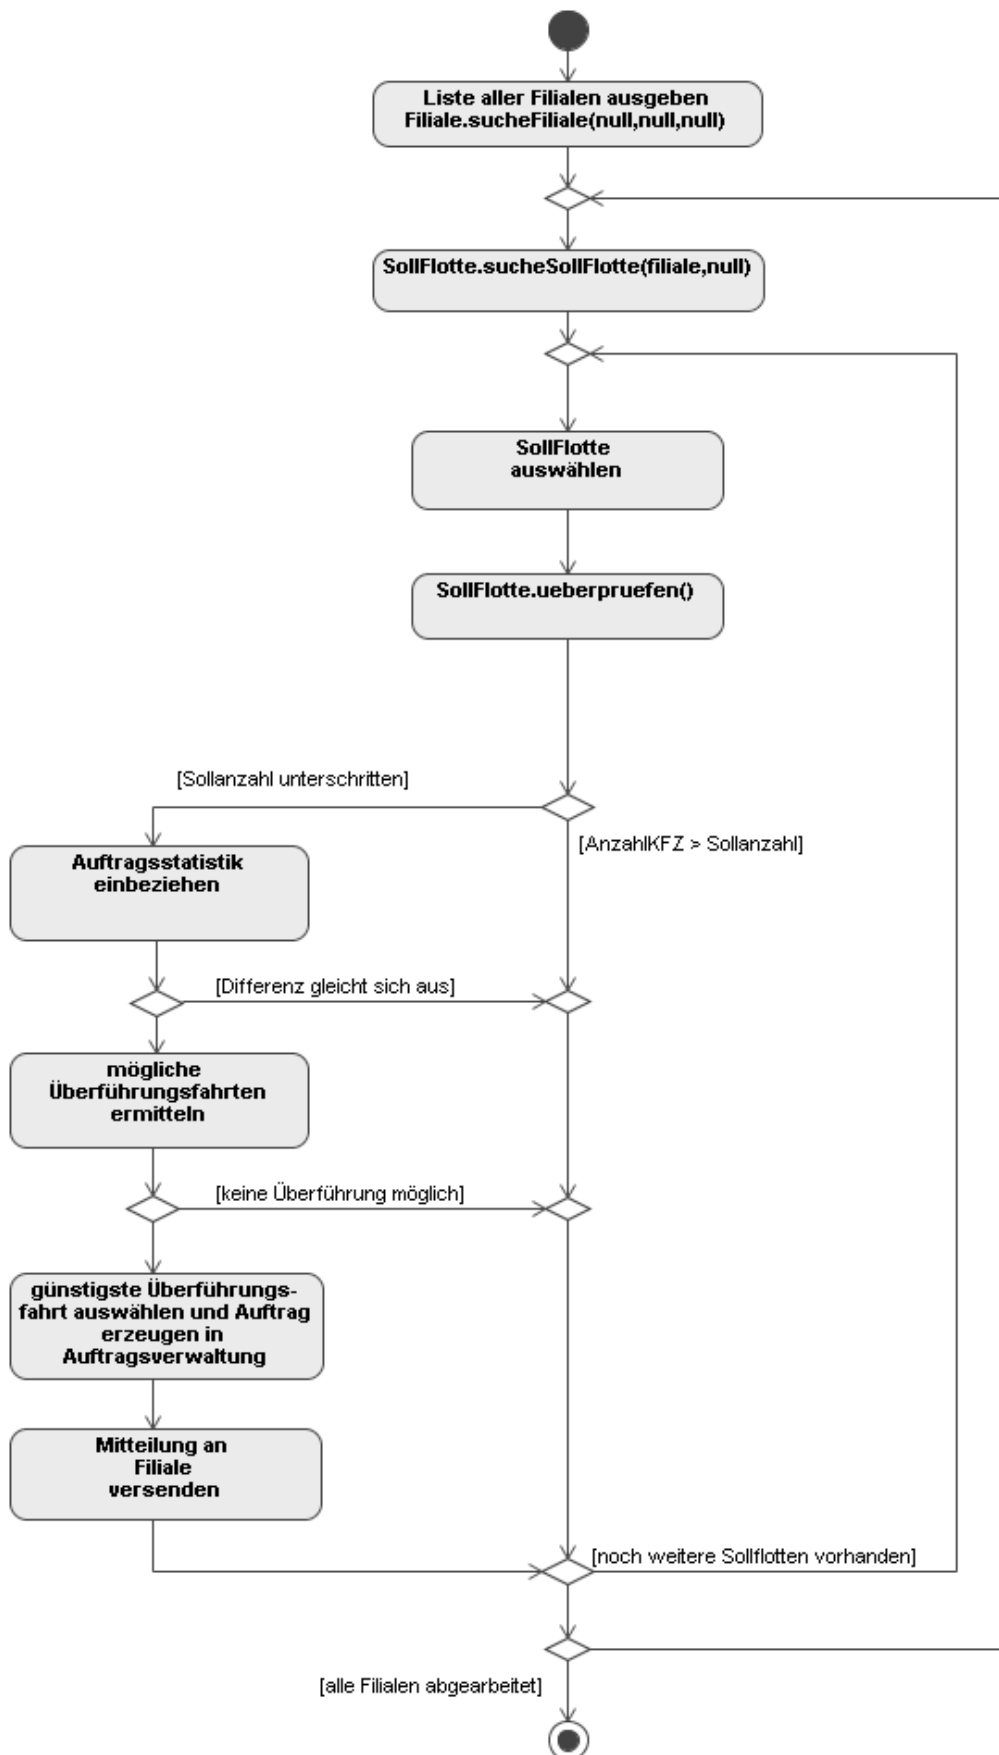 Liste aller Filialen ausgeben
Filiale.sucheFiliale(null,null,null)
SollFlotte.sucheSollFlotte(filiale,null)
SollFlotte
auswählen
SollFlotte.ueberpruefen()
[Sollanzahl unterschritten]
[AnzahlKFZ > Sollanzahl]
Auftragsstatistik
einbeziehen
[Differenz gleicht sich aus]
mögliche
Überführungsfahrten
ermitteln
[keine Überführung möglich]
günstigste Überführungs-
fahrt auswählen und Auftrag
erzeugen in
Auftragsverwaltung
Mitteilung an
Filiale
versenden
[noch weitere Sollflotten vorhanden]
[alle Filialen abgearbeitet]